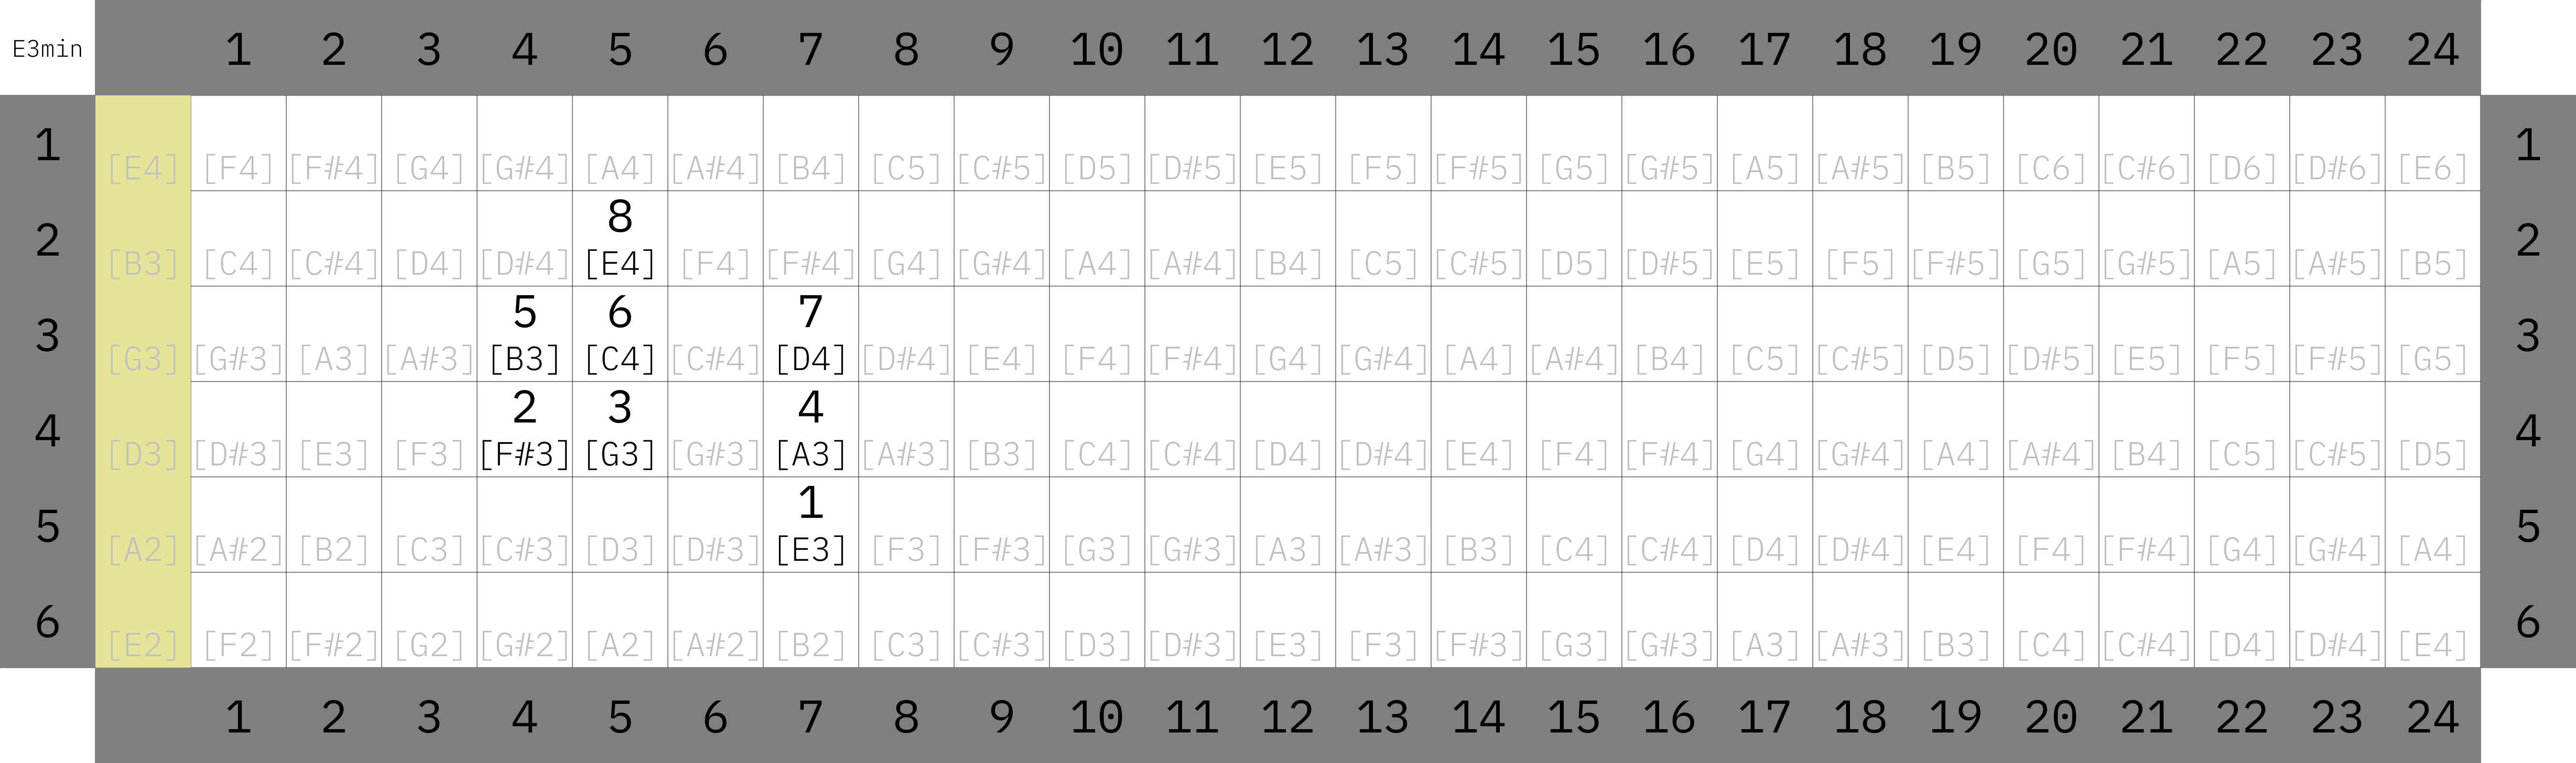 E3min 1 2 3 4 5 6 7 8 9 10 11 12 13 14 15 16 17 18 19 20 21 22 23 24
1 [E4] [F4] [F#4] [G4] [G#4] [A4] [A#4] [B4] [C5] [C#5] [D5] [D#5] [E5] [F5] [F#5] [G5] [G#5] [A5] [A#5] [B5] [C6] [C#6] [D6] [D#6] [E6] 1
8
2 [B3] [C4] [C#4] [D4] [D#4] [E4] [F4] [F#4] [G4] [G#4] [A4] [A#4] [B4] [C5] [C#5] [D5] [D#5] [E5] [F5] [F#5] [G5] [G#5] [A5] [A#5] [B5] 2
5 6 7
3 [G3] [G#3] [A3] [A#3] [B3] [C4] [C#4] [D4] [D#4] [E4] [F4] [F#4] [G4] [G#4] [A4] [A#4] [B4] [C5] [C#5] [D5] [D#5] [E5] [F5] [F#5] [G5] 3
2 3 4
4 [D3] [D#3] [E3] [F3] [F#3] [G3] [G#3] [A3] [A#3] [B3] [C4] [C#4] [D4] [D#4] [E4] [F4] [F#4] [G4] [G#4] [A4] [A#4] [B4] [C5] [C#5] [D5] 4
1
5 [A2] [A#2] [B2] [C3] [C#3] [D3] [D#3] [E3] [F3] [F#3] [G3] [G#3] [A3] [A#3] [B3] [C4] [C#4] [D4] [D#4] [E4] [F4] [F#4] [G4] [G#4] [A4] 5
6 [E2] [F2] [F#2] [G2] [G#2] [A2] [A#2] [B2] [C3] [C#3] [D3] [D#3] [E3] [F3] [F#3] [G3] [G#3] [A3] [A#3] [B3] [C4] [C#4] [D4] [D#4] [E4] 6
1 2 3 4 5 6 7 8 9 10 11 12 13 14 15 16 17 18 19 20 21 22 23 24